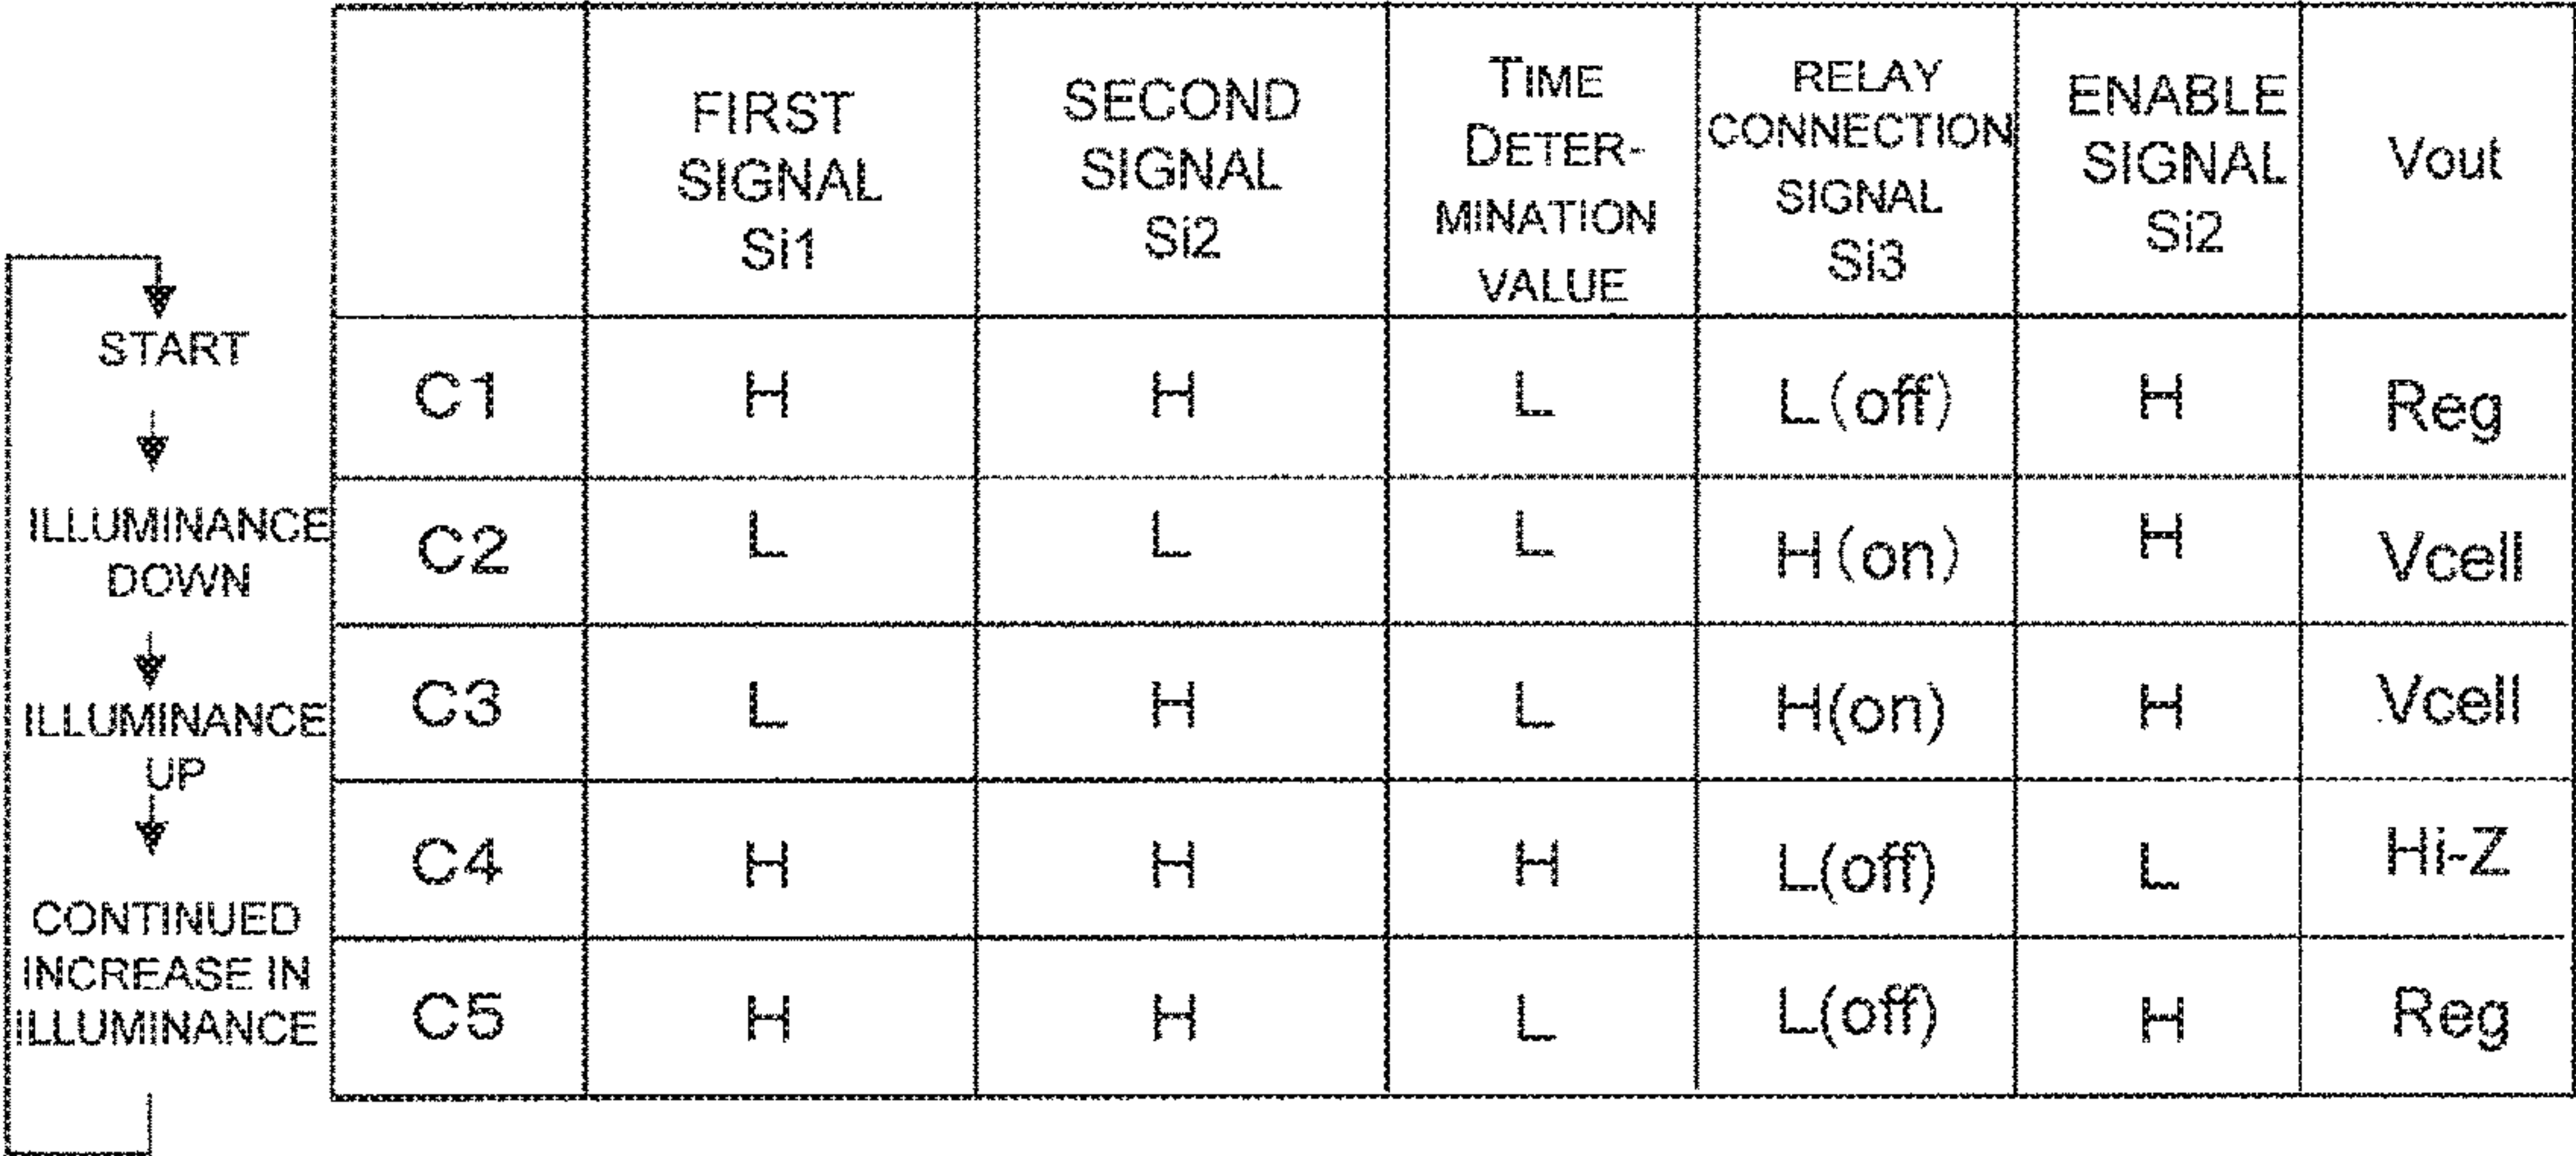 FIRST
SIGNAL
Si1
SECOND
SIGNAL
Si2
TIME
DETER-
MINATION
VALUE
RELAY
CONNECTION
SIGNAL
Si3
ENABLE
SIGNAL
Si2
Vout
START
ILLUMINANCE
DOWN
ILLUMINANCE
UP
CONTINUED
INCREASE IN
ILLUMINANCE
C1 H H L L(off) H Reg
C2 L L L H(on) H Vcell
C3 L H L H(on) H Vcell
C4 H H H L(off) L Hi-Z
C5 H H L L(off) H Reg